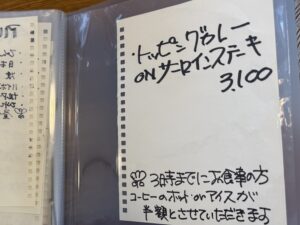 ・トッピングカレー
onサーロインステーキ
3,100
3時までにお食事の方
コーヒーのホットorアイスが
半額とさせていただきます